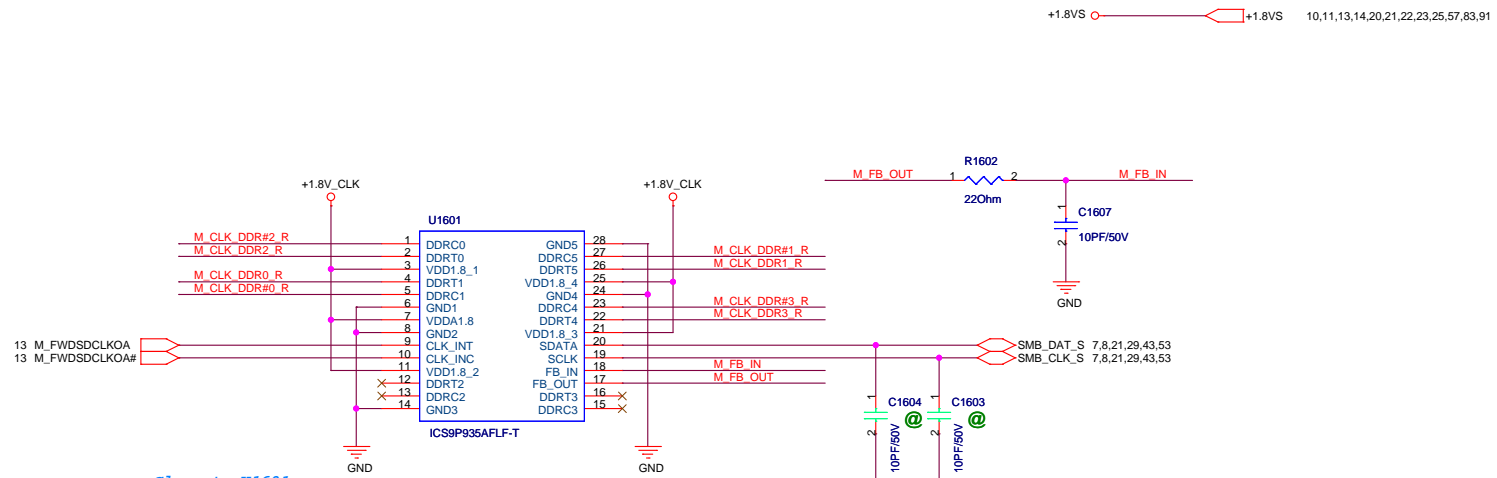 +1.8VS +1.8VS 10,11,13,14,20,21,22,23,25,57,83,91
R1602
M_FB_OUT 1 2 M_FB_IN
22Ohm
1 C1607
10PF/50V
2
GND
+1.8V_CLK +1.8V_CLK
U1601
M_CLK_DDR#2_R 1 DDRC0 GND5 28
M_CLK_DDR2_R 2 DDRT0 DDRC5 27 M_CLK_DDR#1_R
3 VDD1.8_1 DDRT5 26 M_CLK_DDR1_R
M_CLK_DDR0_R 4 DDRT1 VDD1.8_4 25
M_CLK_DDR#0_R 5 DDRC1 GND4 24
6 GND1 DDRC4 23 M_CLK_DDR#3_R
7 VDDA1.8 DDRT4 22 M_CLK_DDR3_R
8 GND2 VDD1.8_3 21
13 M_FWDSDCLKOA 9 CLK_INT SDATA 20 SMB_DAT_S 7,8,21,29,43,53
13 M_FWDSDCLKOA# 10 CLK_INC SCLK 19 SMB_CLK_S 7,8,21,29,43,53
11 VDD1.8_2 FB_IN 18 M_FB_IN
12 DDRT2 FB_OUT 17 M_FB_OUT
13 DDRC2 DDRT3 16
14 GND3 DDRC3 15
ICS9P935AFLF-T
1 C1604 @ 1 C1603 @
2 10PF/50V 2 10PF/50V
GND GND